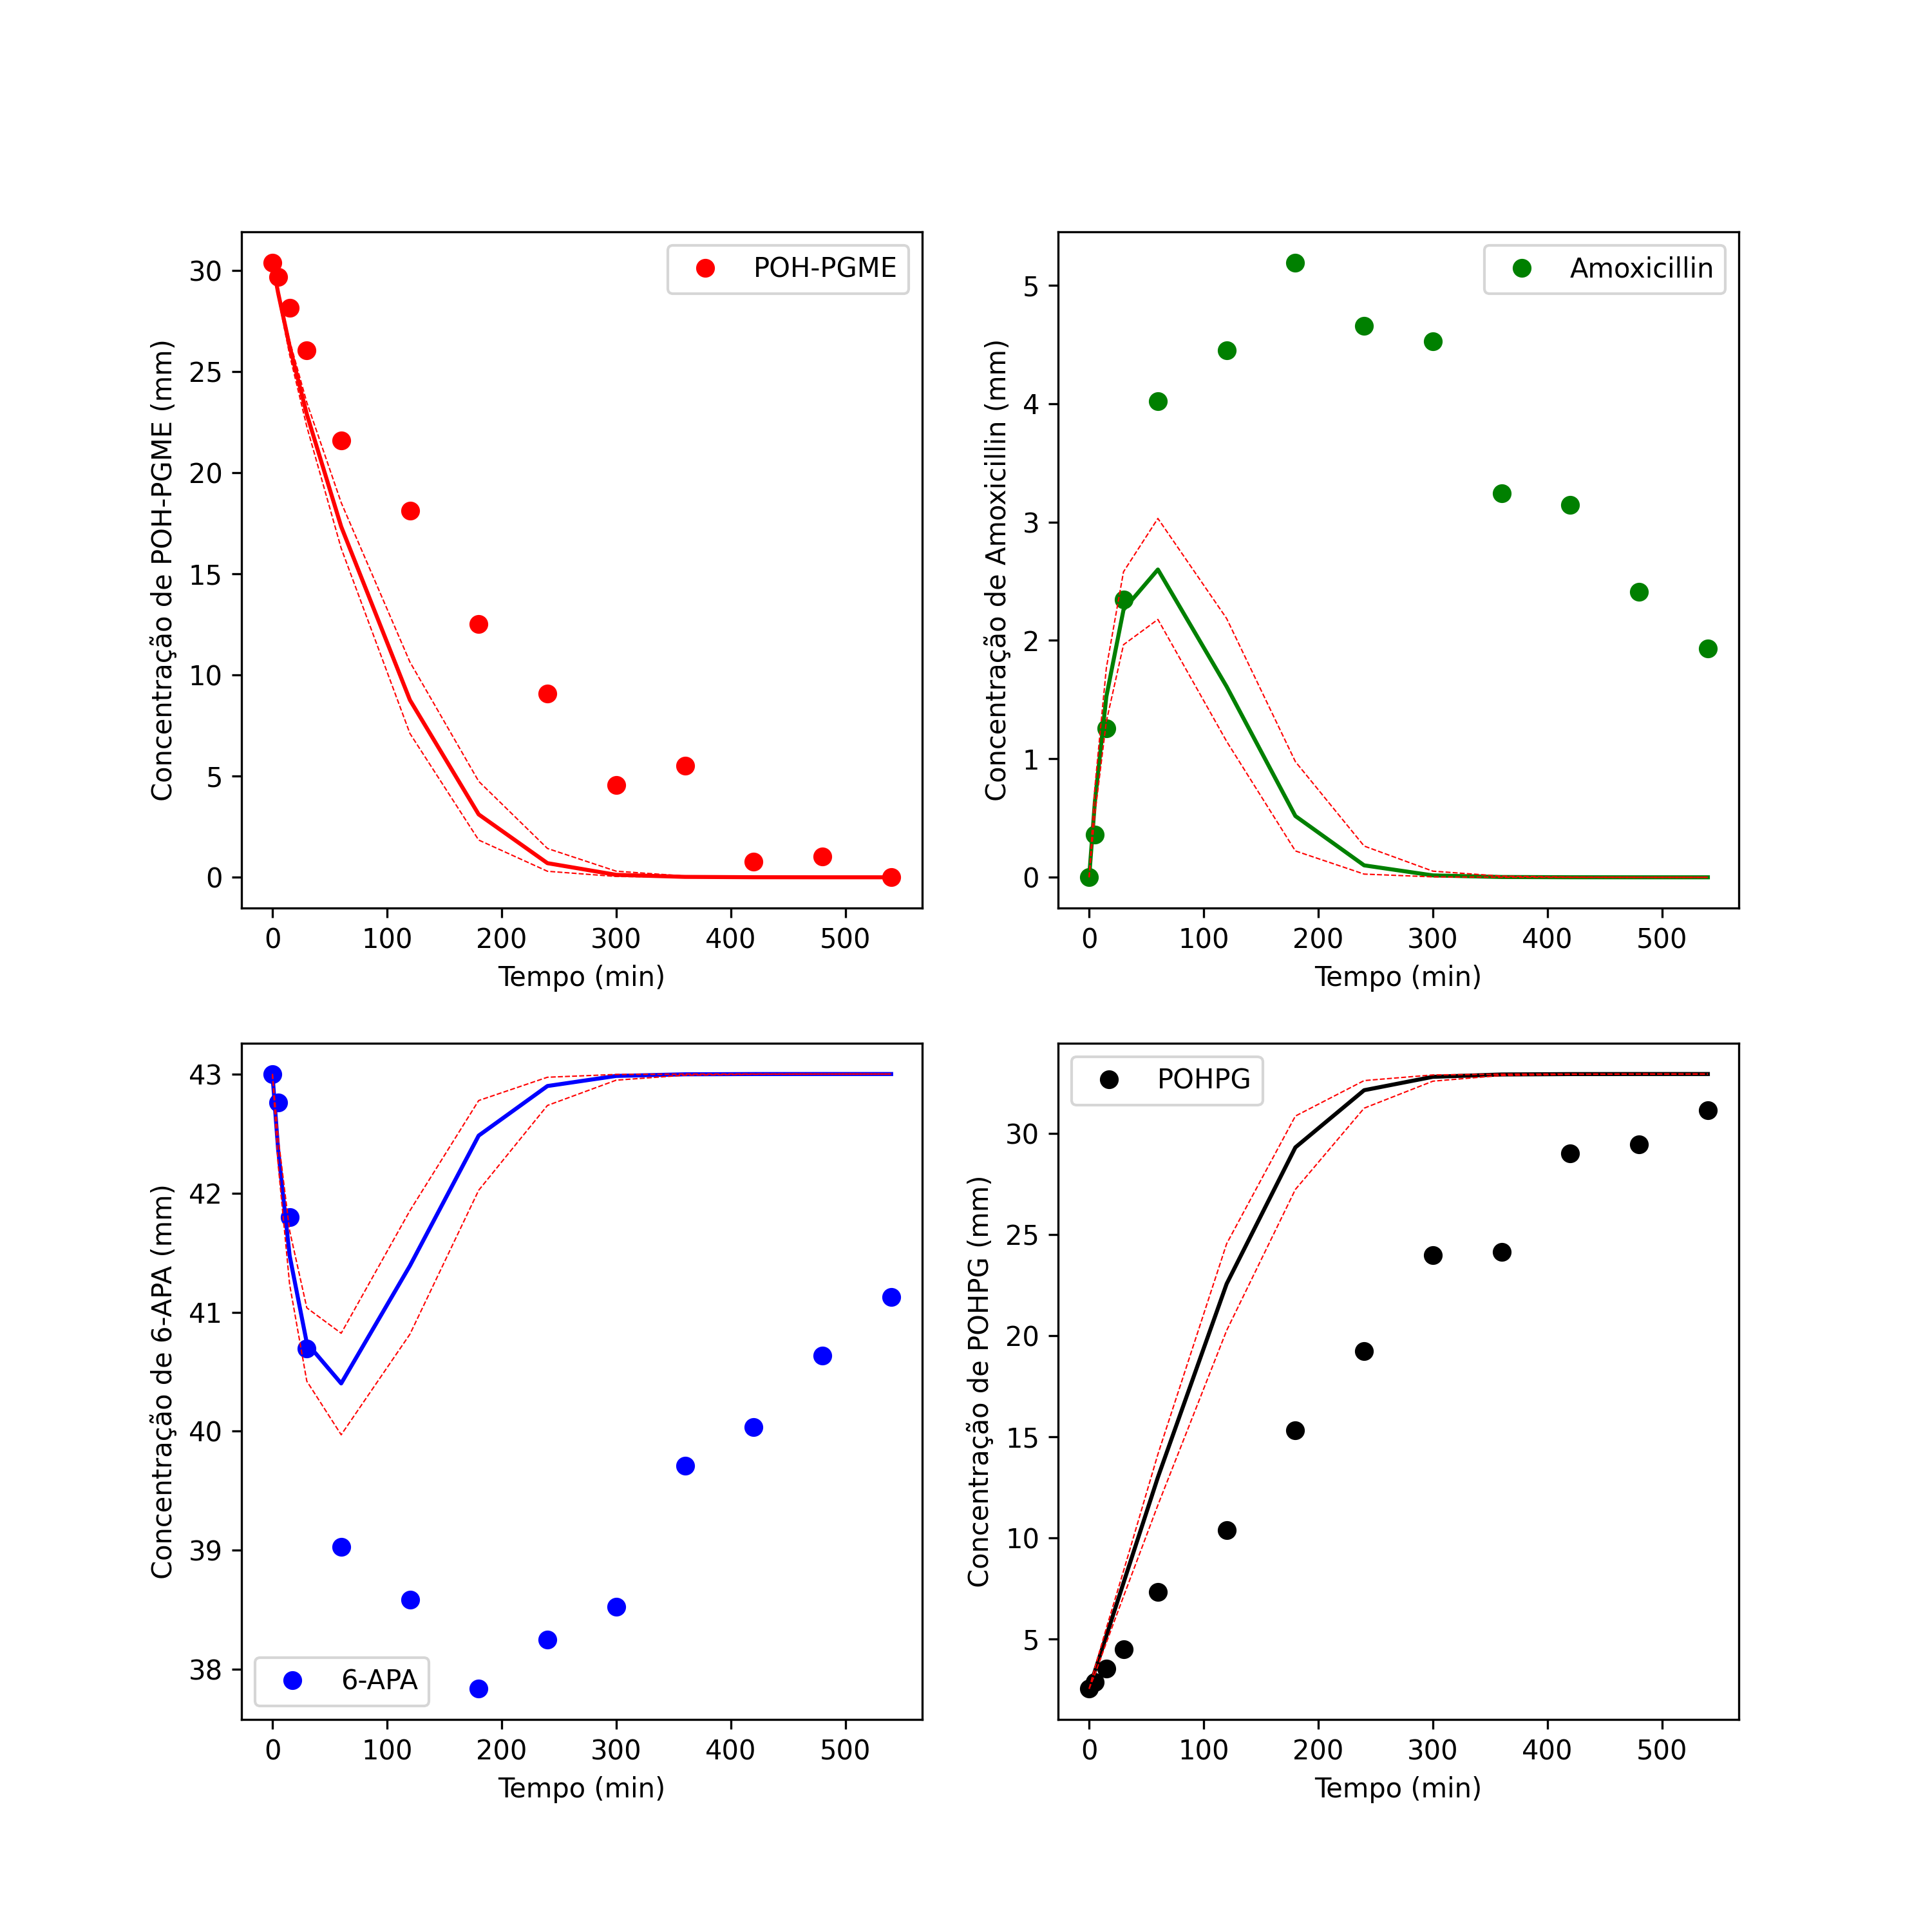 POH-PGME
Concentração de POH-PGME (mm)
30
25
20
15
10
5
0
0 100 200 300 400 500
Tempo (min)
Amoxicillin
Concentração de Amoxicillin (mm)
5
4
3
2
1
0
0 100 200 300 400 500
Tempo (min)
6-APA
Concentração de 6-APA (mm)
43
42
41
40
39
38
0 100 200 300 400 500
Tempo (min)
POHPG
Concentração de POHPG (mm)
30
25
20
15
10
5
0 100 200 300 400 500
Tempo (min)